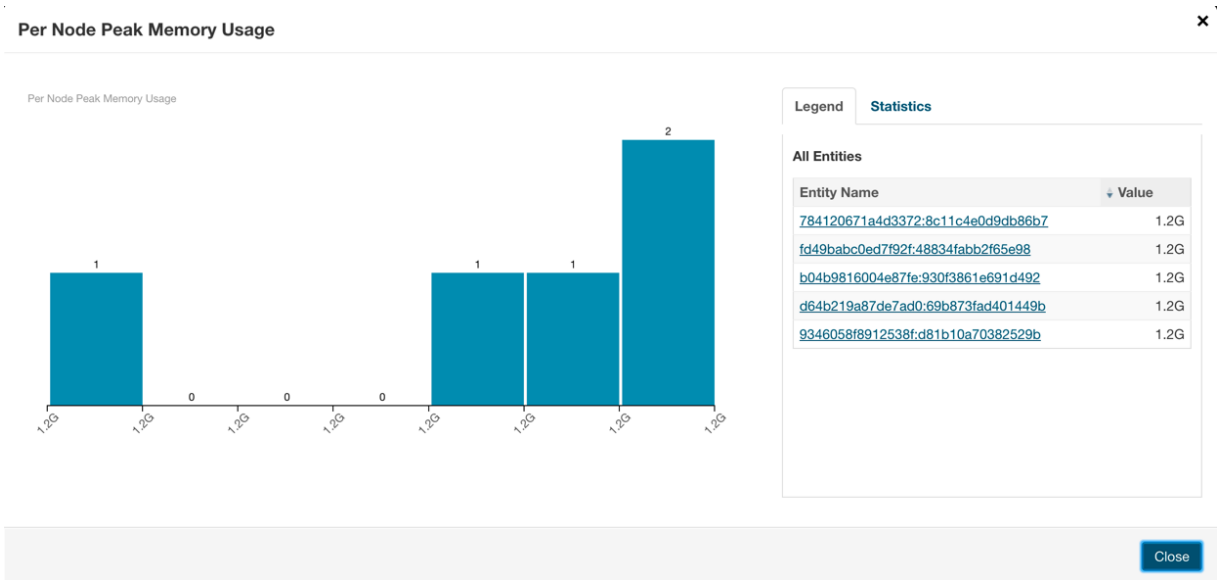 Per Node Peak Memory Usage
×
Per Node Peak Memory Usage
2
1
1
1
0
0
0
1.2G
1.2G
1.2G
1.2G
1.2G
1.2G
1.2G
1.2G
Legend
Statistics
All Entities
Entity Name Value
784120671a4d3372:8c11c4e0d9db86b7 1.2G
fd49babc0ed7f92f:48834fabb2f65e98 1.2G
b04b9816004e87fe:930f3861e691d492 1.2G
d64b219a87de7ad0:69b873fad401449b 1.2G
9346058f8912538f:d81b10a70382529b 1.2G
Close